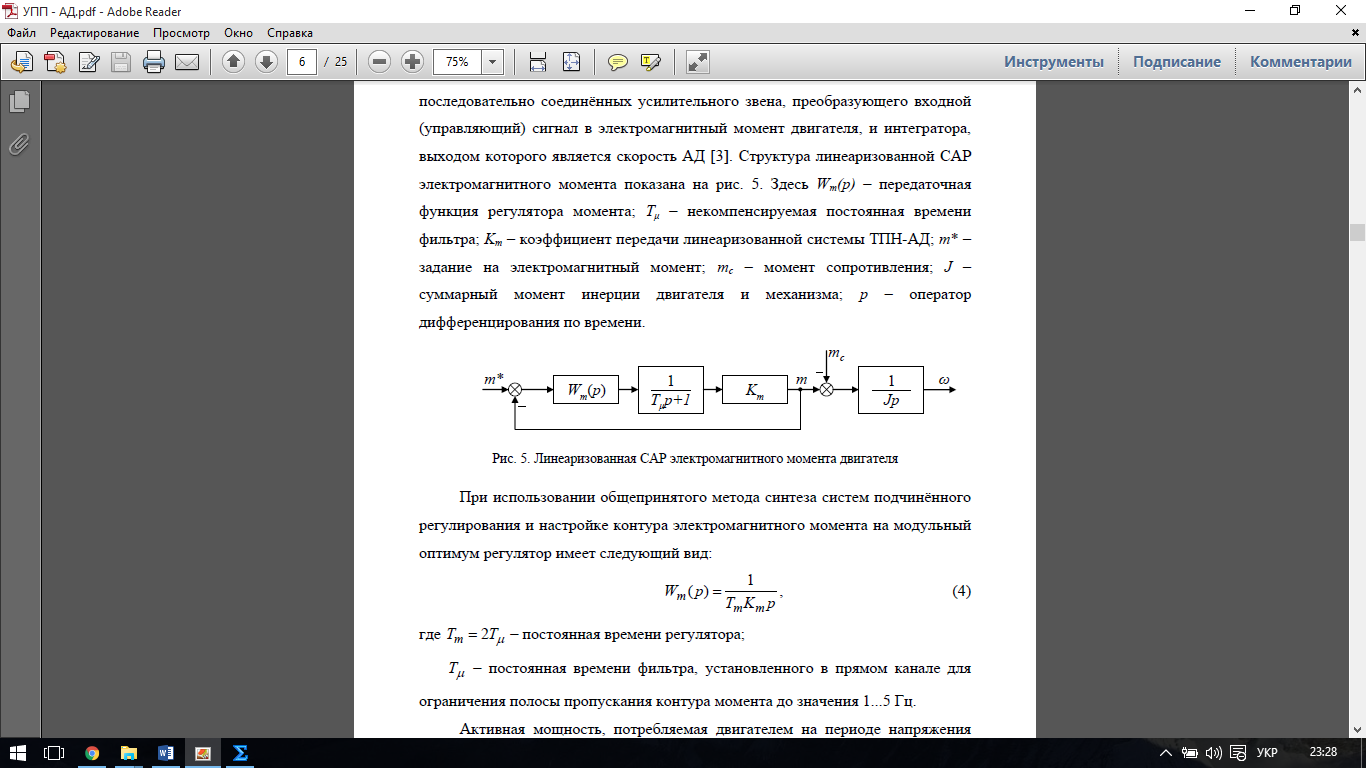 УПП - АД.pdf - Adobe Reader
Файл Редактирование Просмотр Окно Справка
6 / 25 75% Инструменты Подписание Комментарии
последовательно соединённых усилительного звена, преобразующего входной
(управляющий) сигнал в электромагнитный момент двигателя, и интегратора,
выходом которого является скорость АД [3]. Структура линеаризованной САР
электромагнитного момента показана на рис. 5. Здесь Wm(p) – передаточная
функция регулятора момента; Tμ – некомпенсируемая постоянная времени
фильтра; Km – коэффициент передачи линеаризованной системы ТПН-АД; m* –
задание на электромагнитный момент; mc – момент сопротивления; J –
суммарный момент инерции двигателя и механизма; p – оператор
дифференцирования по времени.
mc
m* Wm(p) 1 / Tμp+1 Km m 1 / Jp ω
Рис. 5. Линеаризованная САР электромагнитного момента двигателя
При использовании общепринятого метода синтеза систем подчинённого
регулирования и настройке контура электромагнитного момента на модульный
оптимум регулятор имеет следующий вид:
Wm(p) = 1 / TmKmp, (4)
где Tm = 2Tμ – постоянная времени регулятора;
Tμ – постоянная времени фильтра, установленного в прямом канале для
ограничения полосы пропускания контура момента до значения 1...5 Гц.
Активная мощность, потребляемая двигателем на периоде напряжения
УКР 23:28